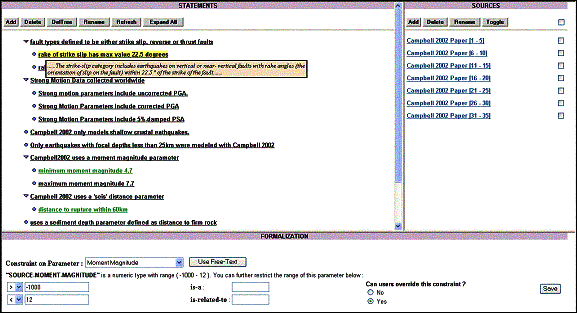 STATEMENTS
Add Delete DelTree Rename Refresh Expand All
fault types defined to be either strike slip, reverse or thrust faults
rake of strike slip has max value 22.5 degrees
.... The strike-slip category includes earthquakes on vertical or near- vertical faults with rake angles (the
orientation of slip on the fault) within 22.5 ° of the strike of the fault. ....
Strong Motion Data collected worldwide
Strong motion parameters include uncorrected PGA.
Strong Motion Parameters include corrected PGA
Strong Motion Parameters include 5% damped PSA
Campbell 2002 only models shallow crustal eathquakes.
Only earthquakes with focal depths less than 25km were modeled with Campbell 2002
Campbell2002 uses a moment magnitude parameter
minimum moment magnitude 4.7
maximum moment magnitude 7.7
Campbell 2002 uses a 'seis' distance parameter
distance to rupture within 60km
uses a sediment depth parameter defined as distance to firm rock
SOURCES
Add Delete Rename Toggle
Campbell 2002 Paper [1 - 5]
Campbell 2002 Paper [6 - 10]
Campbell 2002 Paper [11 - 15]
Campbell 2002 Paper [16 - 20]
Campbell 2002 Paper [21 - 25]
Campbell 2002 Paper [26 - 30]
Campbell 2002 Paper [31 - 35]
FORMALIZATION
Constraint on Parameter : Moment Magnitude Use Free-Text
"SOURCE.MOMENT.MAGNITUDE" is a numeric type with range ( -1000 - 12 ). You can further restrict the range of this parameter below :
> -1000 is-a :
< 12 is-related-to :
Can users override this constraint ?
No
Yes
Save